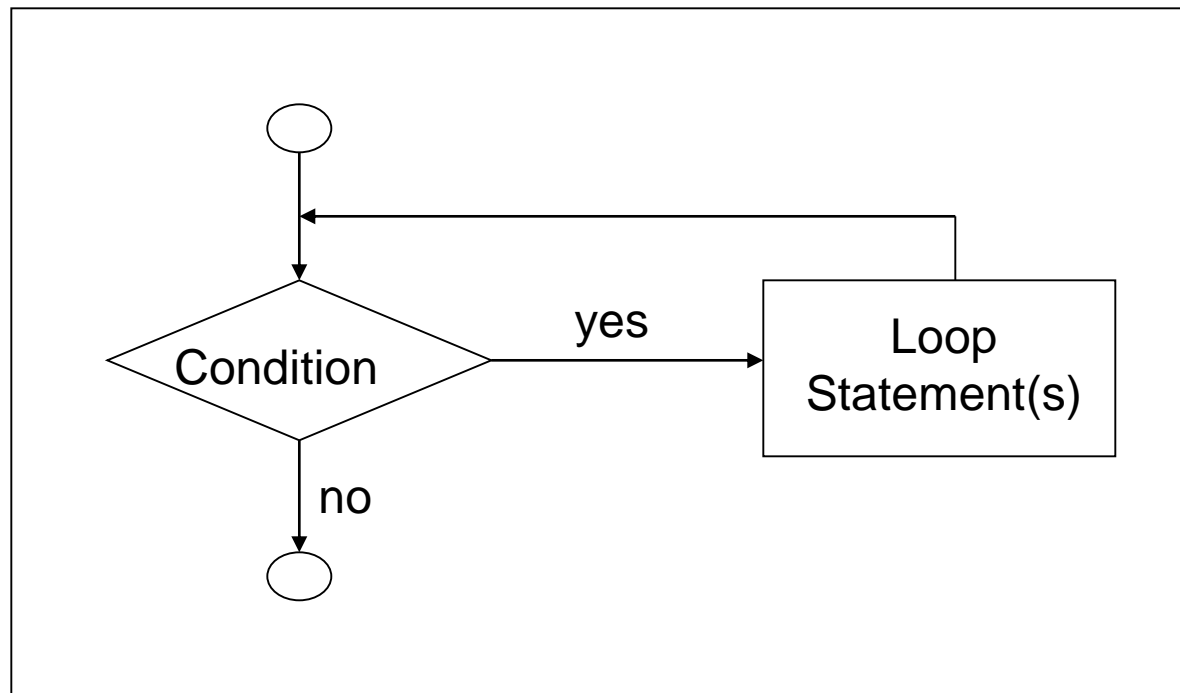 yes
Condition
Loop
Statement(s)
no